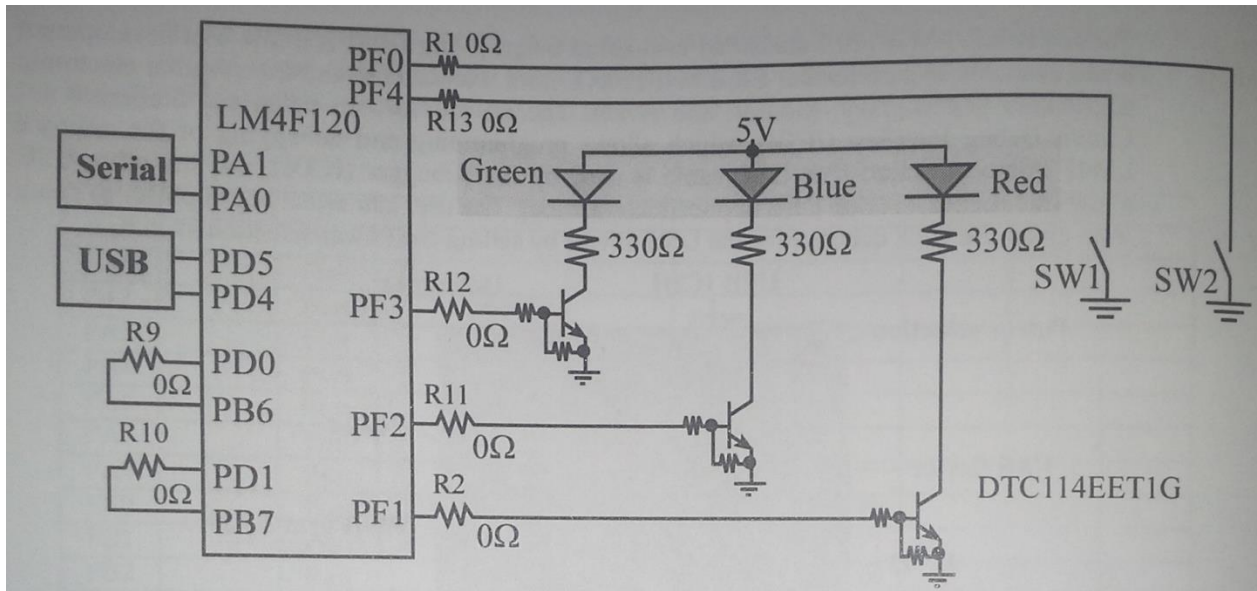 R1 0Ω
PF0
PF4
R13 0Ω
LM4F120
5V
Green
Blue
Red
Serial
PA1
PA0
330Ω
330Ω
330Ω
USB
PD5
PD4
SW1
SW2
R12
PF3
0Ω
R9
PD0
0Ω
PB6
R11
PF2
0Ω
R10
PD1
0Ω
PB7
R2
PF1
0Ω
DTC114EET1G